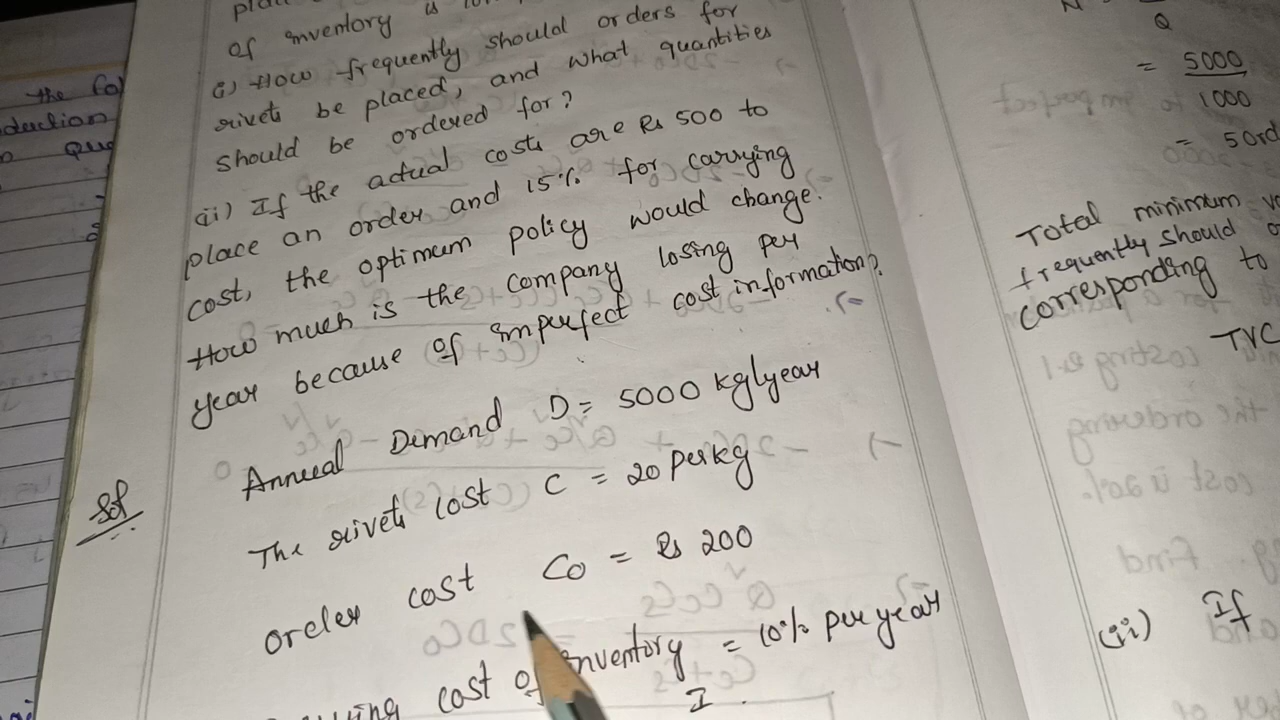 of inventory is
(i) How frequently should orders for
rivets be placed, and what quantities
should be ordered for?
(ii) If the actual costs are Rs 500 to
place an order and 15% for carrying
cost, the optimum policy would change.
How much is the company losing per
year because of imperfect cost information?
Sol
Annual Demand D = 5000 kg/year
The rivets cost C = 20 per kg
order cost Co = Rs 200
cost of inventory = 10% per year
I
the
duction
Q
= 5000
1000
= 5 ord
Total minimum
frequently should
corresponding to
TVC
(ii) If